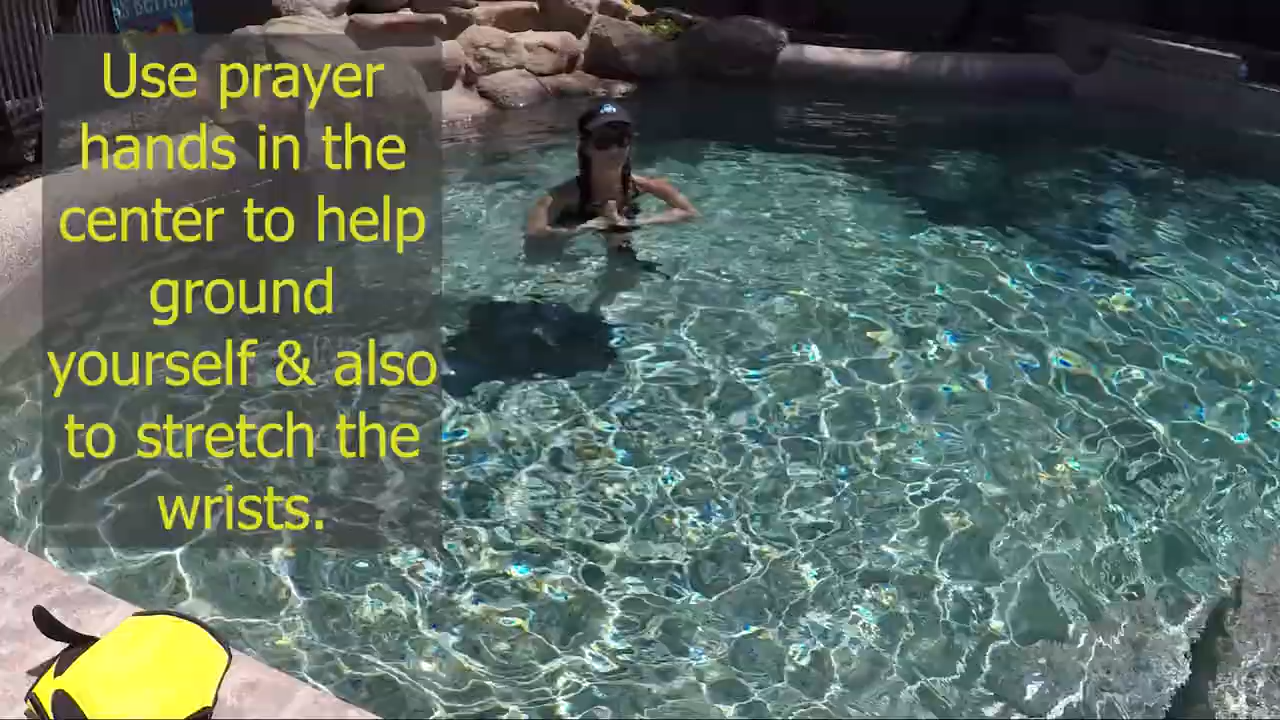 Use prayer
hands in the
center to help
ground
yourself & also
to stretch the
wrists.